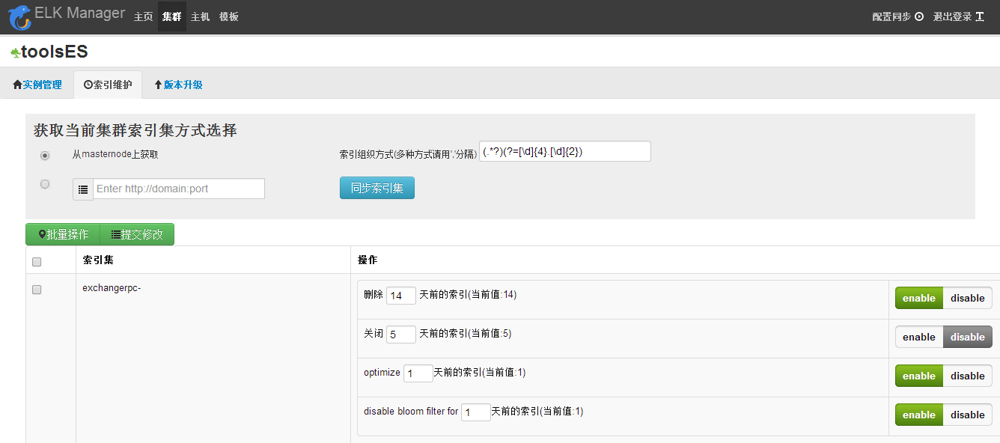 ELK Manager 主页 集群 主机 模板 配置同步 退出登录
toolsES
实例管理 索引维护 版本升级
获取当前集群索引集方式选择
从masternode上获取 索引组织方式(多种方式请用','分隔) (.*?)(?=[\d]{4}.[\d]{2})
Enter http://domain:port 同步索引集
批量操作 提交修改
索引集 操作
exchangerpc- 删除 14 天前的索引(当前值:14) enable disable
关闭 5 天前的索引(当前值:5) enable disable
optimize 1 天前的索引(当前值:1) enable disable
disable bloom filter for 1 天前的索引(当前值:1) enable disable